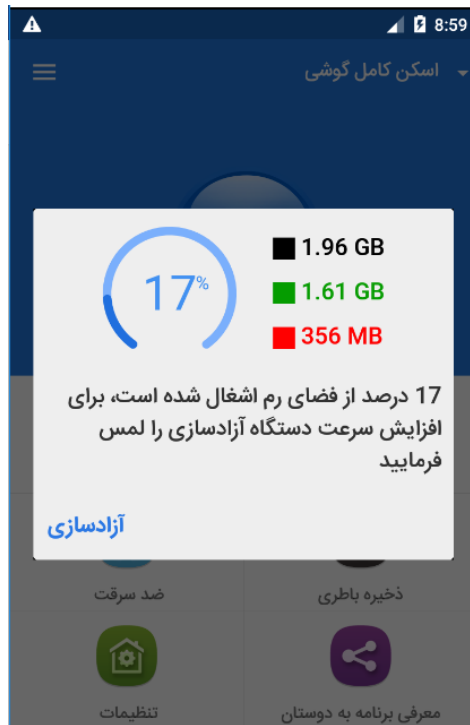 8:59
اسکن کامل گوشی
17%
1.96 GB
1.61 GB
356 MB
17 درصد از فضای رم اشغال شده است، برای
افزایش سرعت دستگاه آزادسازی را لمس
فرمایید
آزادسازی
ذخیره باطری
ضد سرقت
معرفی برنامه به دوستان
تنظیمات